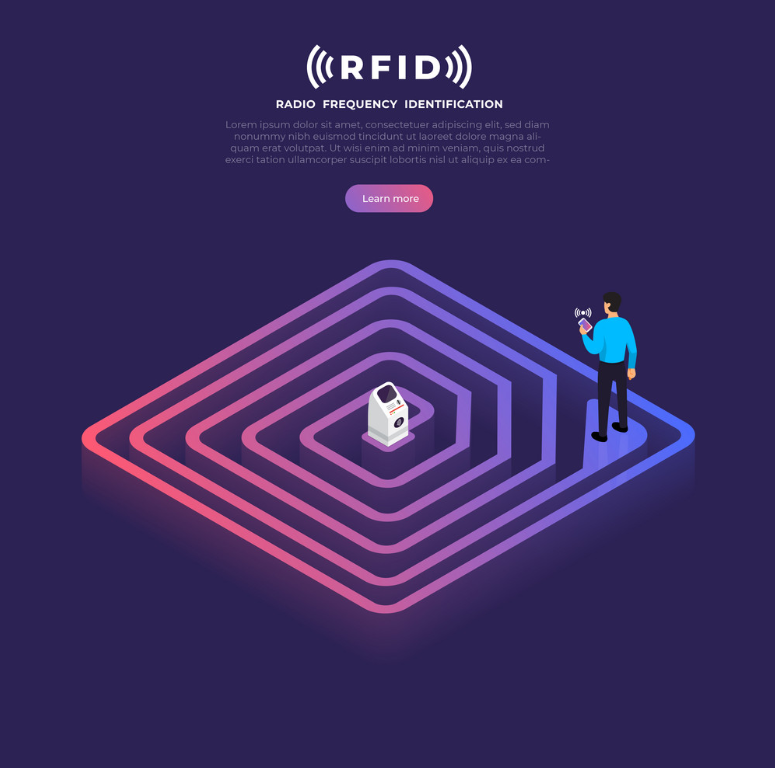 RFID
RADIO FREQUENCY IDENTIFICATION
Lorem ipsum dolor sit amet, consectetuer adipiscing elit, sed diam
nonummy nibh euismod tincidunt ut laoreet dolore magna ali-
quam erat volutpat. Ut wisi enim ad minim veniam, quis nostrud
exerci tation ullamcorper suscipit lobortis nisl ut aliquip ex ea com-
Learn more